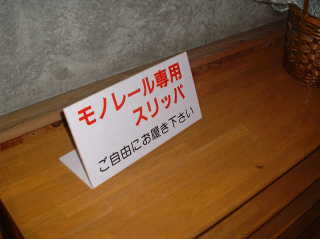 モノレール専用
スリッパ
ご自由にお履き下さい